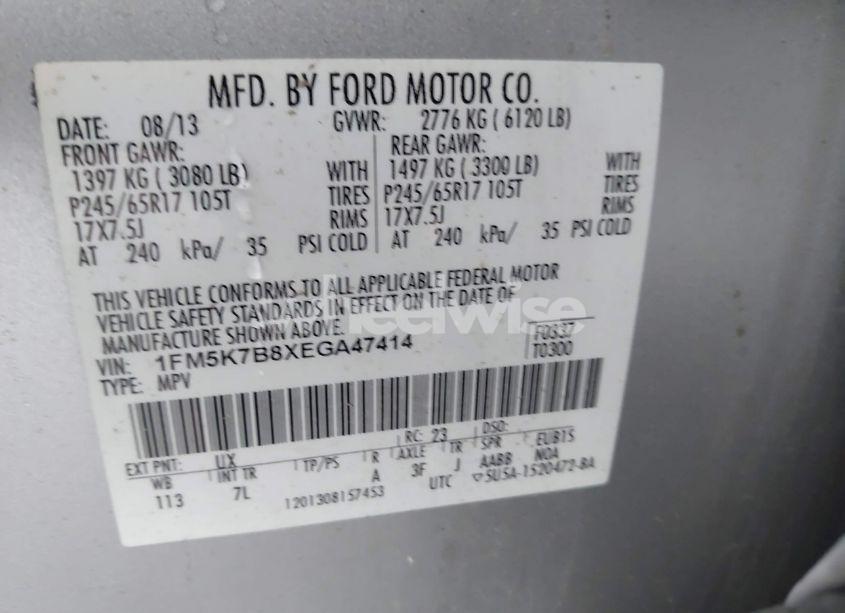 MFD. BY FORD MOTOR CO.
DATE: 08/13 GVWR: 2776 KG ( 6120 LB)
FRONT GAWR: REAR GAWR:
1397 KG ( 3080 LB) WITH 1497 KG ( 3300 LB) WITH
P245/65R17 105T TIRES P245/65R17 105T TIRES
17X7.5J RIMS 17X7.5J RIMS
AT 240 kPa/ 35 PSI COLD AT 240 kPa/ 35 PSI COLD
THIS VEHICLE CONFORMS TO ALL APPLICABLE FEDERAL MOTOR
VEHICLE SAFETY STANDARDS IN EFFECT ON THE DATE OF
MANUFACTURE SHOWN ABOVE.
VIN: 1FM5K7B8XEGA47414 F0337
TYPE: MPV T0300
EXT PNT: UX RC: 23 DSO:
WB INT TR TP/PS R AXLE TR SPR EUB1S
113 7L A 3F J AABB NOA
1201308157453 UTC 5U5A-1520472-BA
heelwise